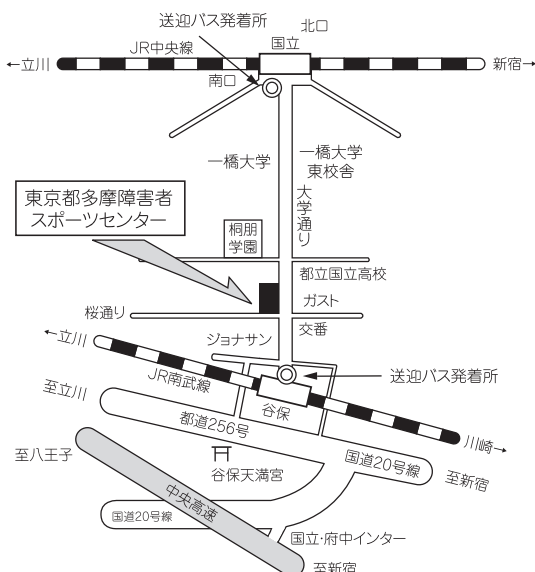 送迎バス発着所
北口
JR中央線
国立
←立川
新宿→
南口
一橋大学
一橋大学
東校舎
大学通り
東京都多摩障害者
スポーツセンター
桐朋
学園
都立国立高校
ガスト
桜通り
交番
ジョナサン
←立川
JR南武線
送迎バス発着所
至立川
谷保
都道256号
川崎→
至八王子
谷保天満宮
国道20号線
至新宿
中央高速
国道20号線
国立・府中インター
至新宿